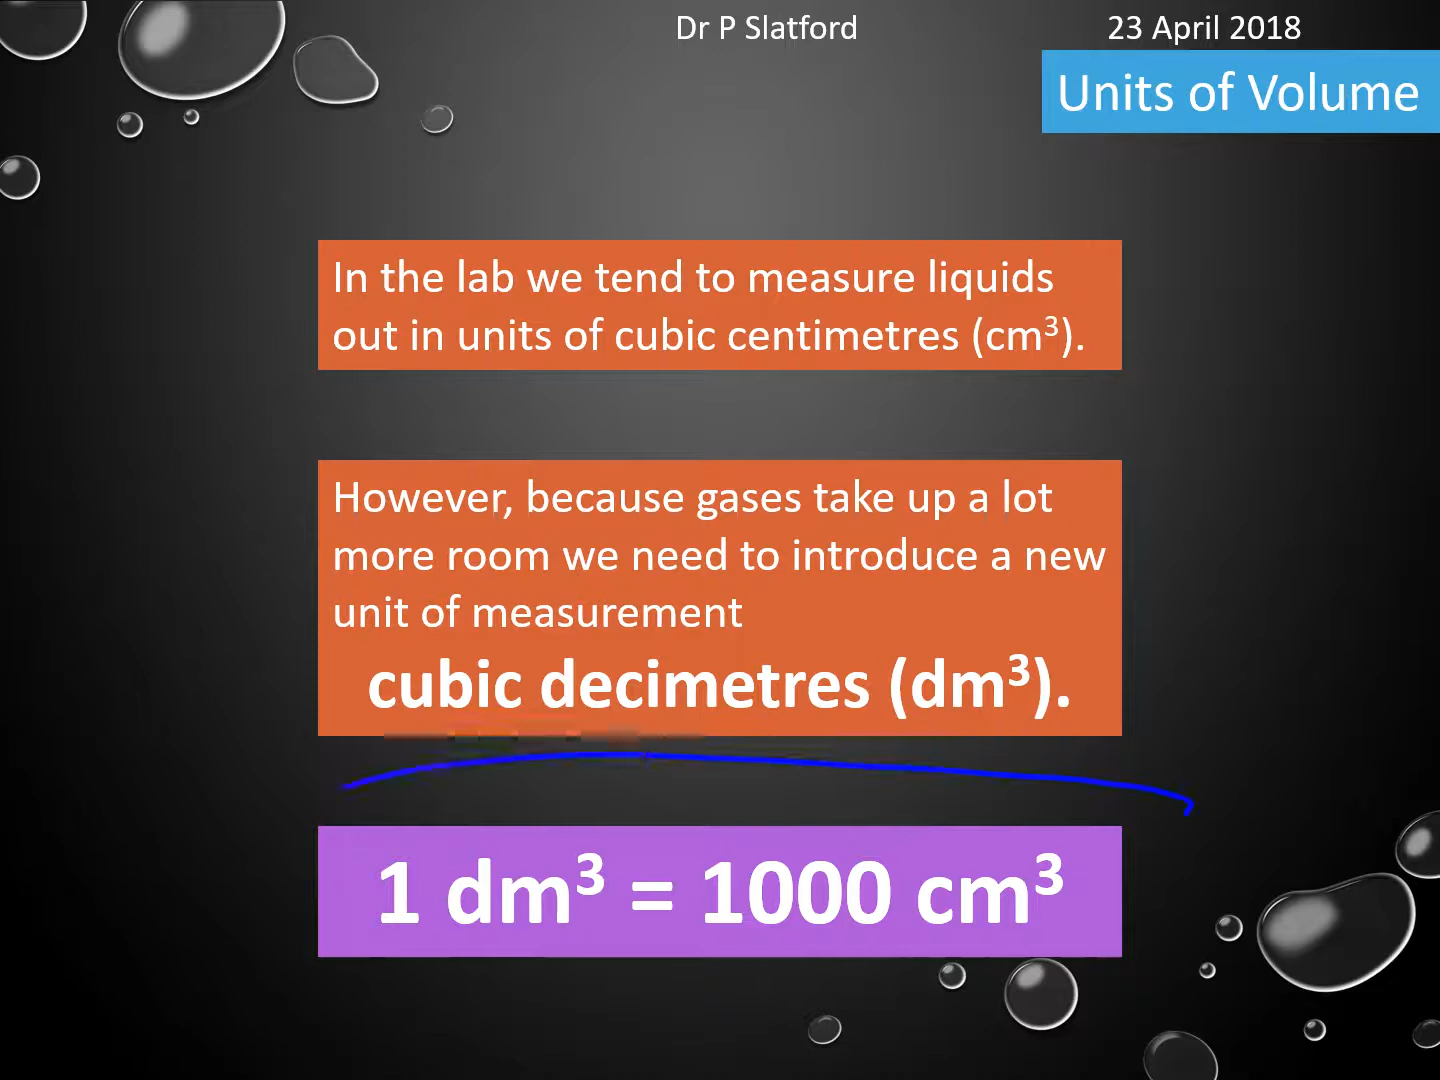 Dr P Slatford
23 April 2018
Units of Volume
In the lab we tend to measure liquids
out in units of cubic centimetres (cm³).
However, because gases take up a lot
more room we need to introduce a new
unit of measurement
cubic decimetres (dm³).
1 dm³ = 1000 cm³